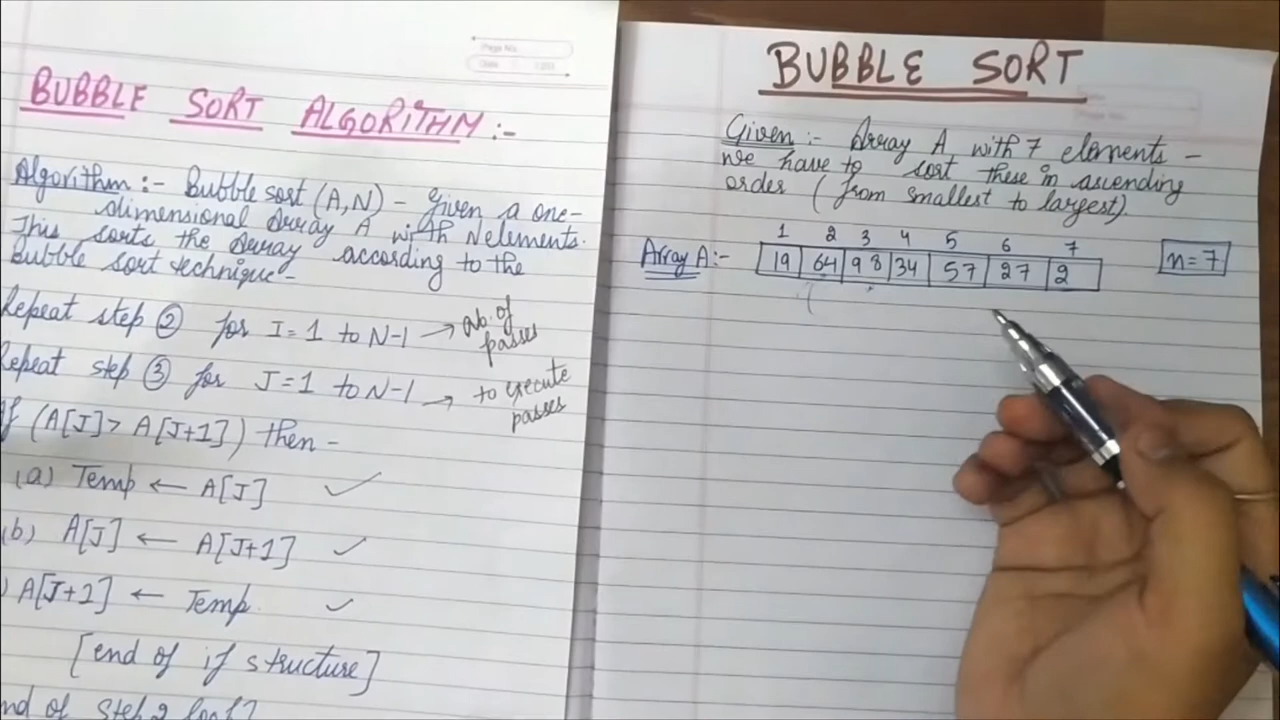 BUBBLE SORT ALGORITHM :-
Algorithm :- Bubble sort (A,N) - Given a one-
dimensional Array A with N elements.
This sorts the Array according to the
Bubble sort technique -
Repeat step ② for I = 1 to N-1 → No. of
passes
Repeat step ③ for J = 1 to N-1 → to execute
passes
If (A[J] > A[J+1]) then -
(a) Temp ← A[J] ✓
(b) A[J] ← A[J+1] ✓
) A[J+1] ← Temp ✓
[end of if structure]
Page No.
Date
BUBBLE SORT
Given :- Array A with 7 elements -
we have to sort these in ascending
order (from smallest to largest).
1 2 3 4 5 6 7
Array A :- 19 64 98 34 57 27 2 n = 7